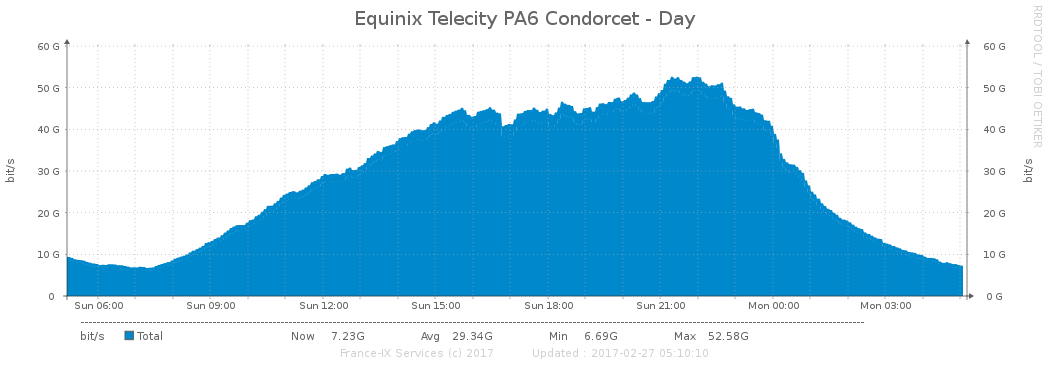 Equinix Telecity PA6 Condorcet - Day
RRDTOOL / TOBI OETIKER
60 G 60 G
50 G 50 G
40 G 40 G
30 G 30 G
20 G 20 G
10 G 10 G
0 0 G
bit/s
bit/s
Sun 06:00 Sun 09:00 Sun 12:00 Sun 15:00 Sun 18:00 Sun 21:00 Mon 00:00 Mon 03:00
bit/s Total Now 7.23G Avg 29.34G Min 6.69G Max 52.58G
France-IX Services (c) 2017 Updated : 2017-02-27 05:10:10